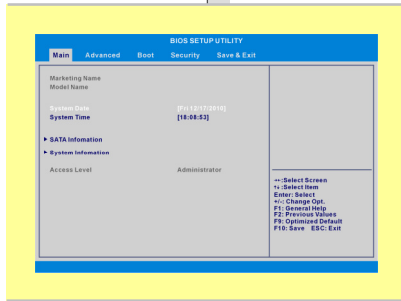 BIOS SETUP UTILITY
Main Advanced Boot Security Save & Exit
Marketing Name
Model Name
System Date [Fri 12/17/2010]
System Time [18:08:53]
SATA Infomation
System Infomation
Access Level Administrator
→←:Select Screen
↑↓ :Select Item
Enter: Select
+/-: Change Opt.
F1: General Help
F2: Previous Values
F9: Optimized Default
F10: Save ESC: Exit